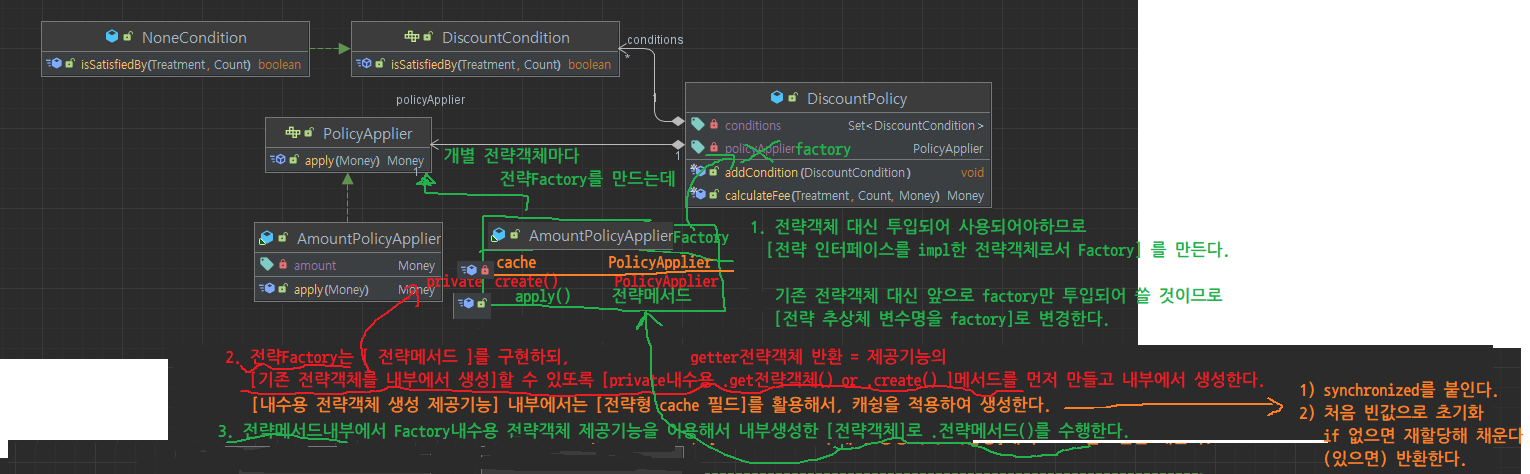 NoneCondition
isSatisfiedBy(Treatment, Count) boolean
DiscountCondition
isSatisfiedBy(Treatment, Count) boolean
conditions
*
1
policyApplier
DiscountPolicy
conditions Set<DiscountCondition>
policyApplier factory PolicyApplier
addCondition(DiscountCondition) void
calculateFee(Treatment, Count, Money) Money
PolicyApplier
apply(Money) Money
1
1
개별 전략객체마다
전략Factory를 만드는데
AmountPolicyApplier
amount Money
apply(Money) Money
AmountPolicyApplierFactory
cache PolicyApplier
private create() PolicyApplier
apply() 전략메서드
1. 전략객체 대신 투입되어 사용되어야하므로
[전략 인터페이스를 impl한 전략객체로서 Factory] 를 만든다.
기존 전략객체 대신 앞으로 factory만 투입되어 쓸 것이므로
[전략 추상체 변수명을 factory]로 변경한다.
2. 전략Factory는 [ 전략메서드 ]를 구현하되, getter전략객체 반환 = 제공기능의
[기존 전략객체를 내부에서 생성]할 수 있또록 [private내수용 .get전략객체() or .create() ]메서드를 먼저 만들고 내부에서 생성한다.
[내수용 전략객체 생성 제공기능] 내부에서는 [전략형 cache 필드]를 활용해서, 캐슁을 적용하여 생성한다.
1) synchronized를 붙인다.
2) 처음 빈값으로 초기화
if 없으면 재할당해 채운다
(있으면) 반환한다.
3. 전략메서드내부에서 Factory내수용 전략객체 제공기능을 이용해서 내부생성한 [전략객체]로 .전략메서드()를 수행한다.